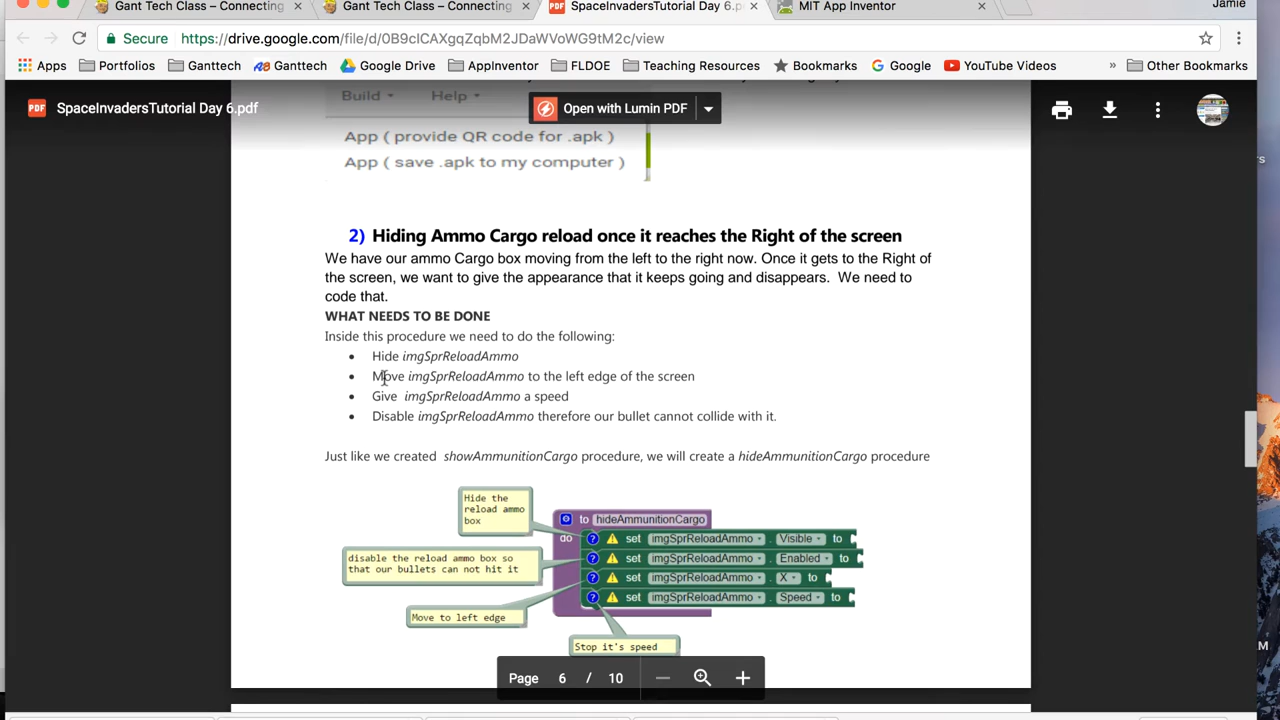 Gant Tech Class – Connecting × Gant Tech Class – Connecting × SpaceInvadersTutorial Day 6.p × MIT App Inventor × Jamie
Secure https://drive.google.com/file/d/0B9cICAXgqZqbM2JDaWVoWG9tM2c/view
Apps Portfolios Ganttech Ganttech Google Drive AppInventor FLDOE Teaching Resources Bookmarks Google YouTube Videos » Other Bookmarks
PDF SpaceInvadersTutorial Day 6.pdf Open with Lumin PDF
Build Help
App ( provide QR code for .apk )
App ( save .apk to my computer )
2) Hiding Ammo Cargo reload once it reaches the Right of the screen
We have our ammo Cargo box moving from the left to the right now. Once it gets to the Right of
the screen, we want to give the appearance that it keeps going and disappears. We need to
code that.
WHAT NEEDS TO BE DONE
Inside this procedure we need to do the following:
• Hide imgSprReloadAmmo
• Move imgSprReloadAmmo to the left edge of the screen
• Give imgSprReloadAmmo a speed
• Disable imgSprReloadAmmo therefore our bullet cannot collide with it.
Just like we created showAmmunitionCargo procedure, we will create a hideAmmunitionCargo procedure
Hide the
reload ammo
box
to hideAmmunitionCargo
do ? set imgSprReloadAmmo . Visible to
disable the reload ammo box so
that our bullets can not hit it
? set imgSprReloadAmmo . Enabled to
? set imgSprReloadAmmo . X to
? set imgSprReloadAmmo . Speed to
Move to left edge
Stop it's speed
Page 6 / 10